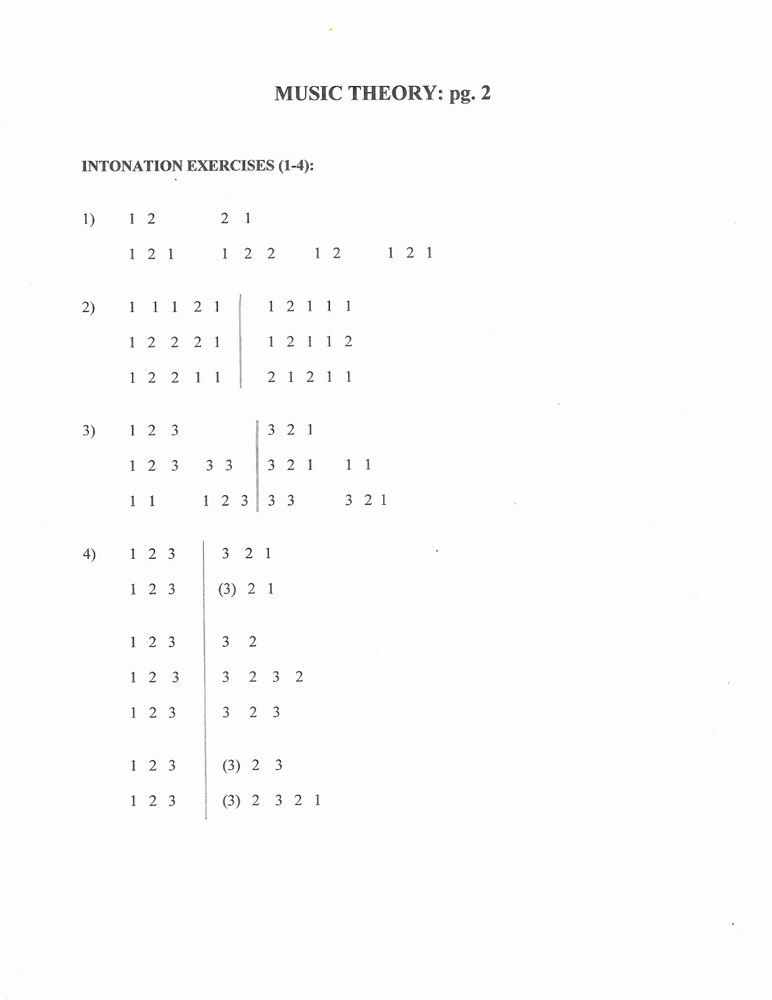 MUSIC THEORY: pg. 2
INTONATION EXERCISES (1-4):
1) 1 2 2 1
1 2 1 1 2 2 1 2 1 2 1
2) 1 1 1 2 1 1 2 1 1 1
1 2 2 2 1 1 2 1 1 2
1 2 2 1 1 2 1 2 1 1
3) 1 2 3 3 2 1
1 2 3 3 3 3 2 1 1 1
1 1 1 2 3 3 3 3 2 1
4) 1 2 3 3 2 1
1 2 3 (3) 2 1
1 2 3 3 2
1 2 3 3 2 3 2
1 2 3 3 2 3
1 2 3 (3) 2 3
1 2 3 (3) 2 3 2 1